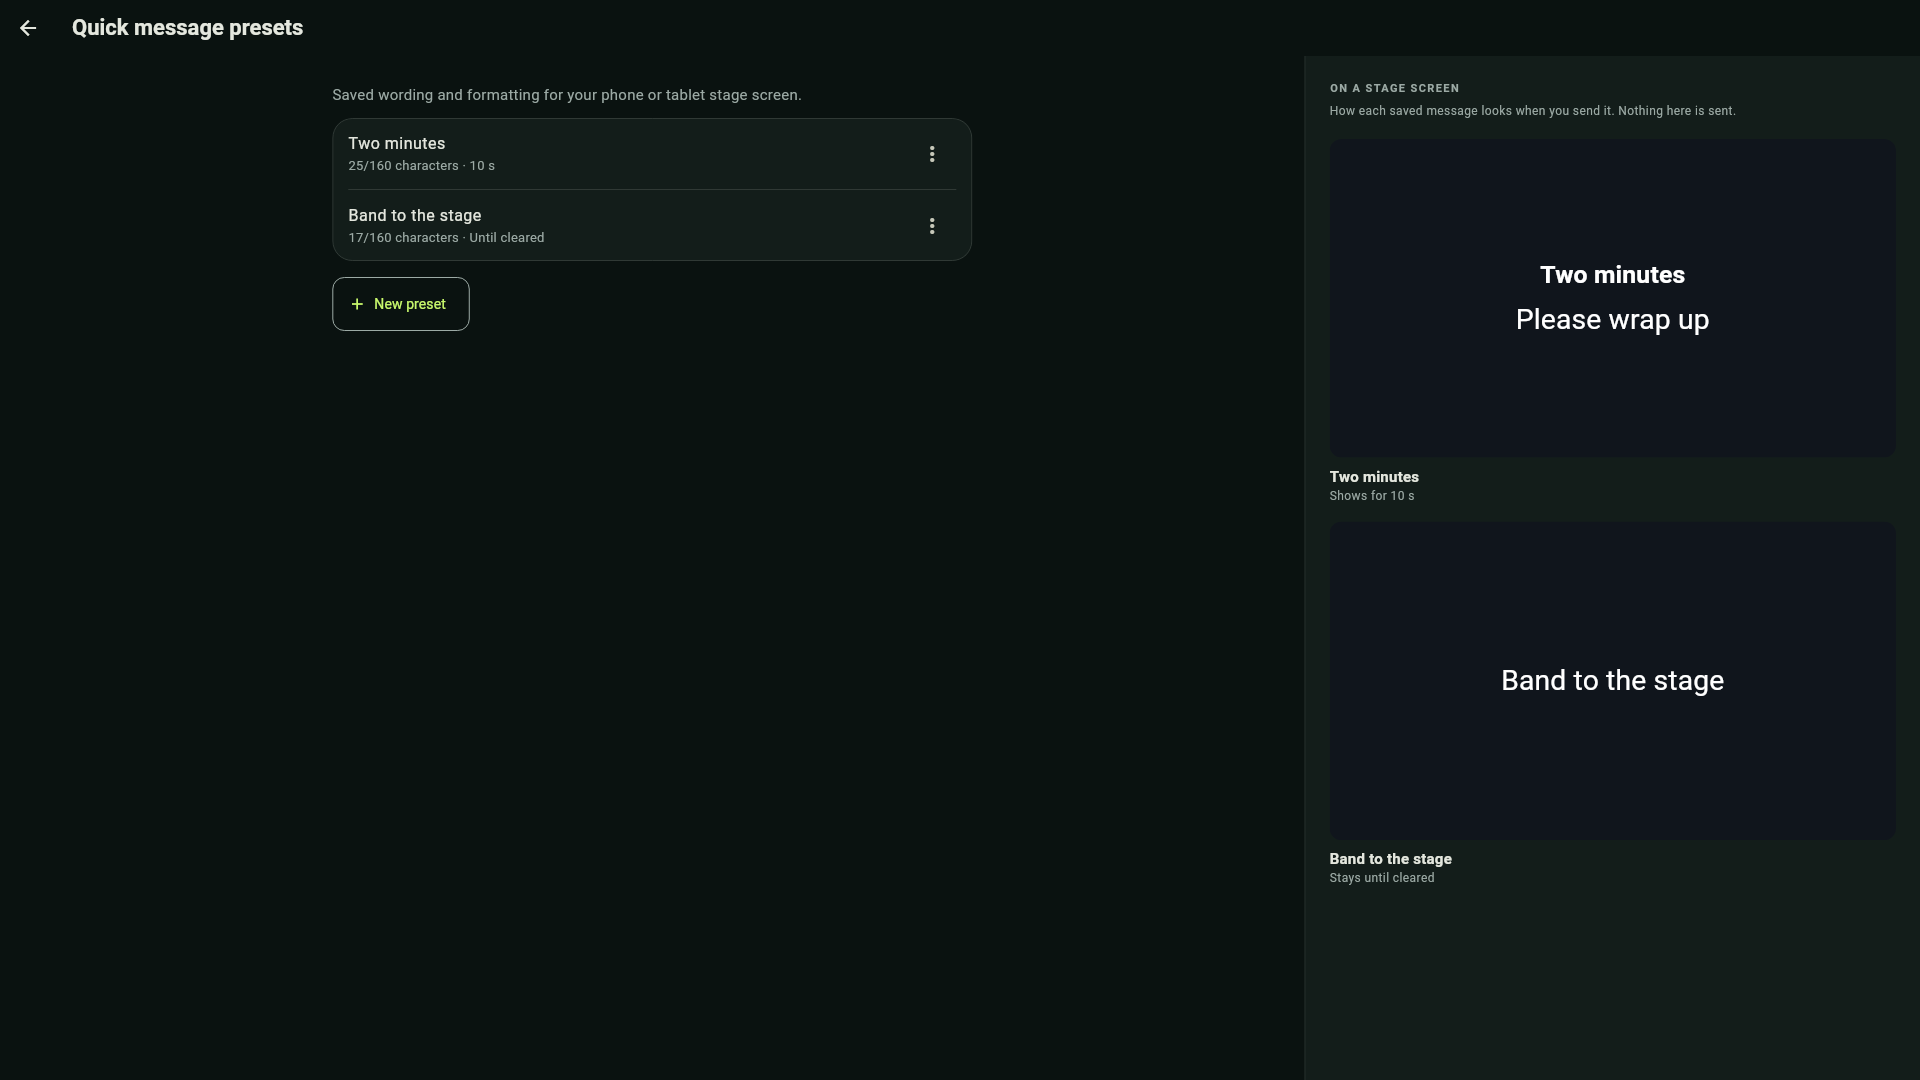 Quick message presets
Saved wording and formatting for your phone or tablet stage screen.
Two minutes
25/160 characters · 10 s
Band to the stage
17/160 characters · Until cleared
New preset
ON A STAGE SCREEN
How each saved message looks when you send it. Nothing here is sent.
Two minutes
Please wrap up
Two minutes
Shows for 10 s
Band to the stage
Band to the stage
Stays until cleared